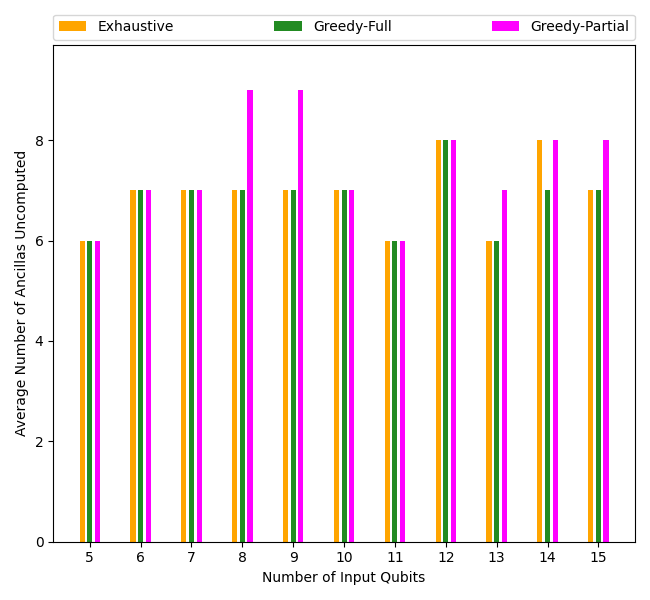 Exhaustive Greedy-Full Greedy-Partial
Average Number of Ancillas Uncomputed
8
6
4
2
0
5 6 7 8 9 10 11 12 13 14 15
Number of Input Qubits